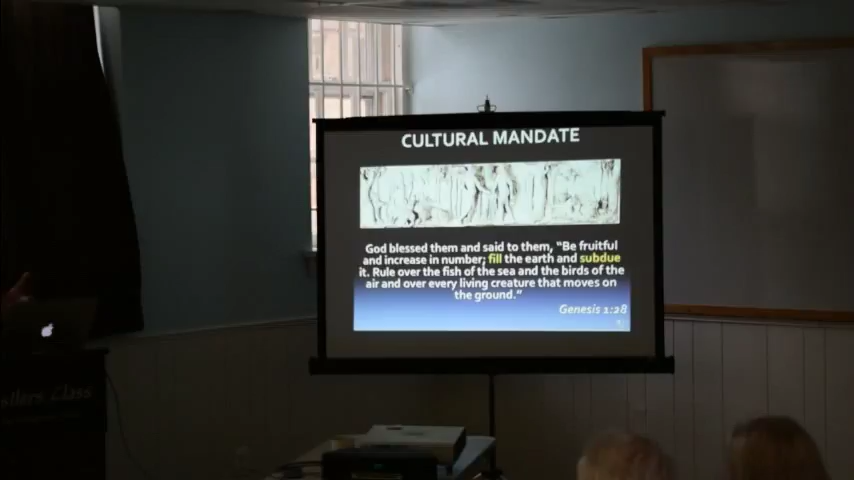 CULTURAL MANDATE
God blessed them and said to them, "Be fruitful
and increase in number; fill the earth and subdue
it. Rule over the fish of the sea and the birds of the
air and over every living creature that moves on
the ground."
Genesis 1:28
Class